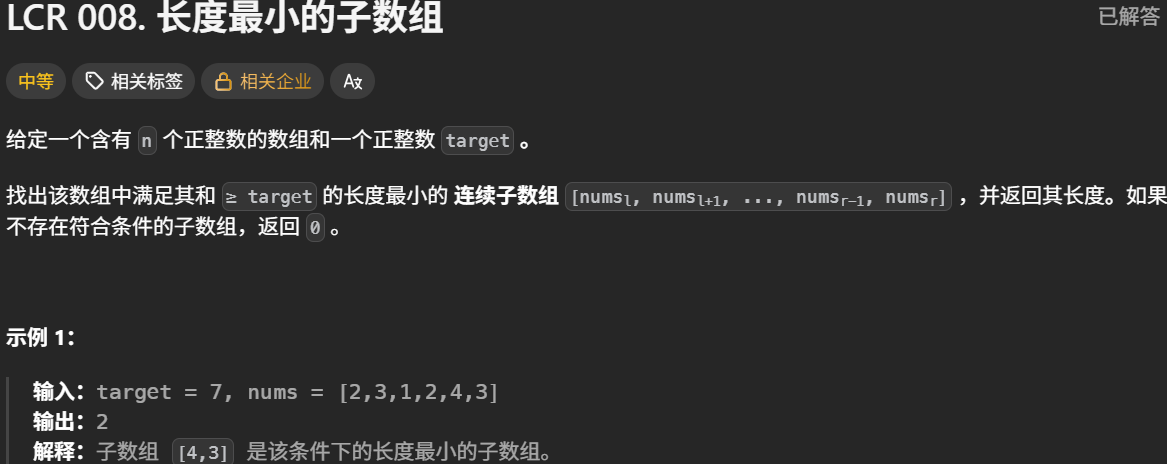 LCR 008. 长度最小的子数组
已解答
中等 相关标签 相关企业 Aあ
给定一个含有 n 个正整数的数组和一个正整数 target 。
找出该数组中满足其和 ≥ target 的长度最小的 连续子数组 [numsl, numsl+1, ..., numsr-1, numsr] ，并返回其长度。如果
不存在符合条件的子数组，返回 0 。
示例 1：
输入：target = 7, nums = [2,3,1,2,4,3]
输出：2
解释：子数组 [4,3] 是该条件下的长度最小的子数组。